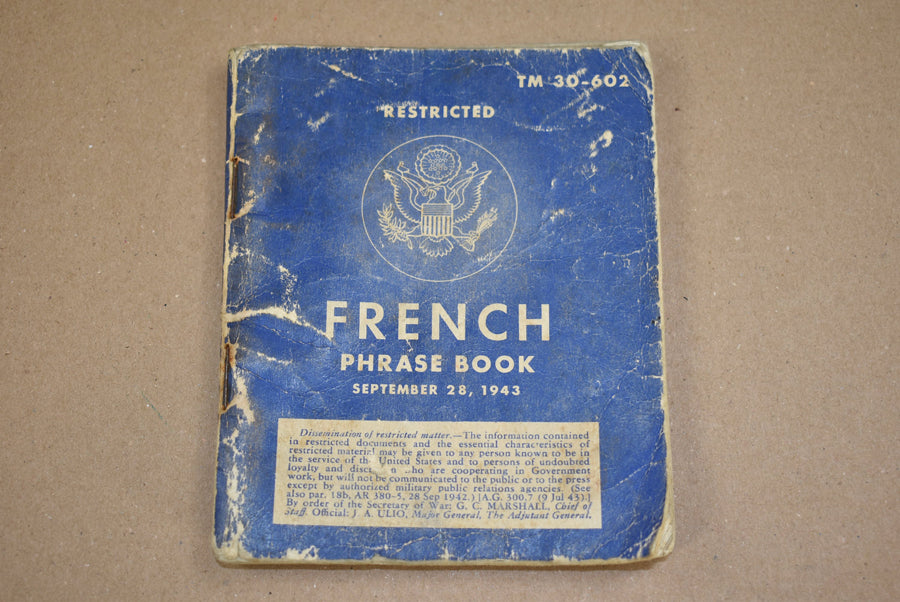 TM 30-602
RESTRICTED
FRENCH
PHRASE BOOK
SEPTEMBER 28, 1943
Dissemination of restricted matter.—The information contained
in restricted documents and the essential characteristics of
restricted material may be given to any person known to be in
the service of the United States and to persons of undoubted
loyalty and who are cooperating in Government
work, but will not be communicated to the public or to the press
except by authorized military public relations agencies. (See
also par. 18b, AR 380-5, 28 Sep 1942.) [A.G. 300.7 (9 Jul 43).]
By order of the Secretary of War: G. C. MARSHALL, Chief of
Staff. Official: J. A. ULIO, Major General, The Adjutant General.